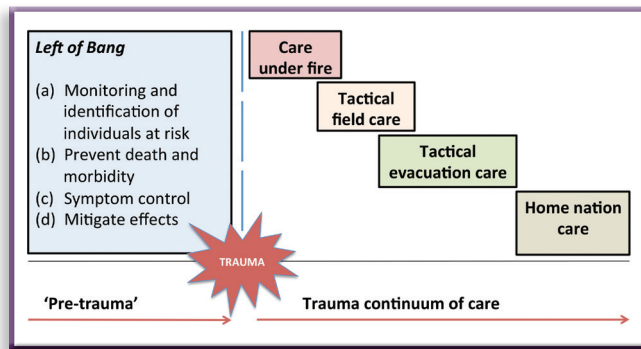 Left of Bang
(a) Monitoring and
identification of
individuals at risk
(b) Prevent death and
morbidity
(c) Symptom control
(d) Mitigate effects
Care
under fire
Tactical
field care
Tactical
evacuation care
Home nation
care
TRAUMA
‘Pre-trauma’
Trauma continuum of care